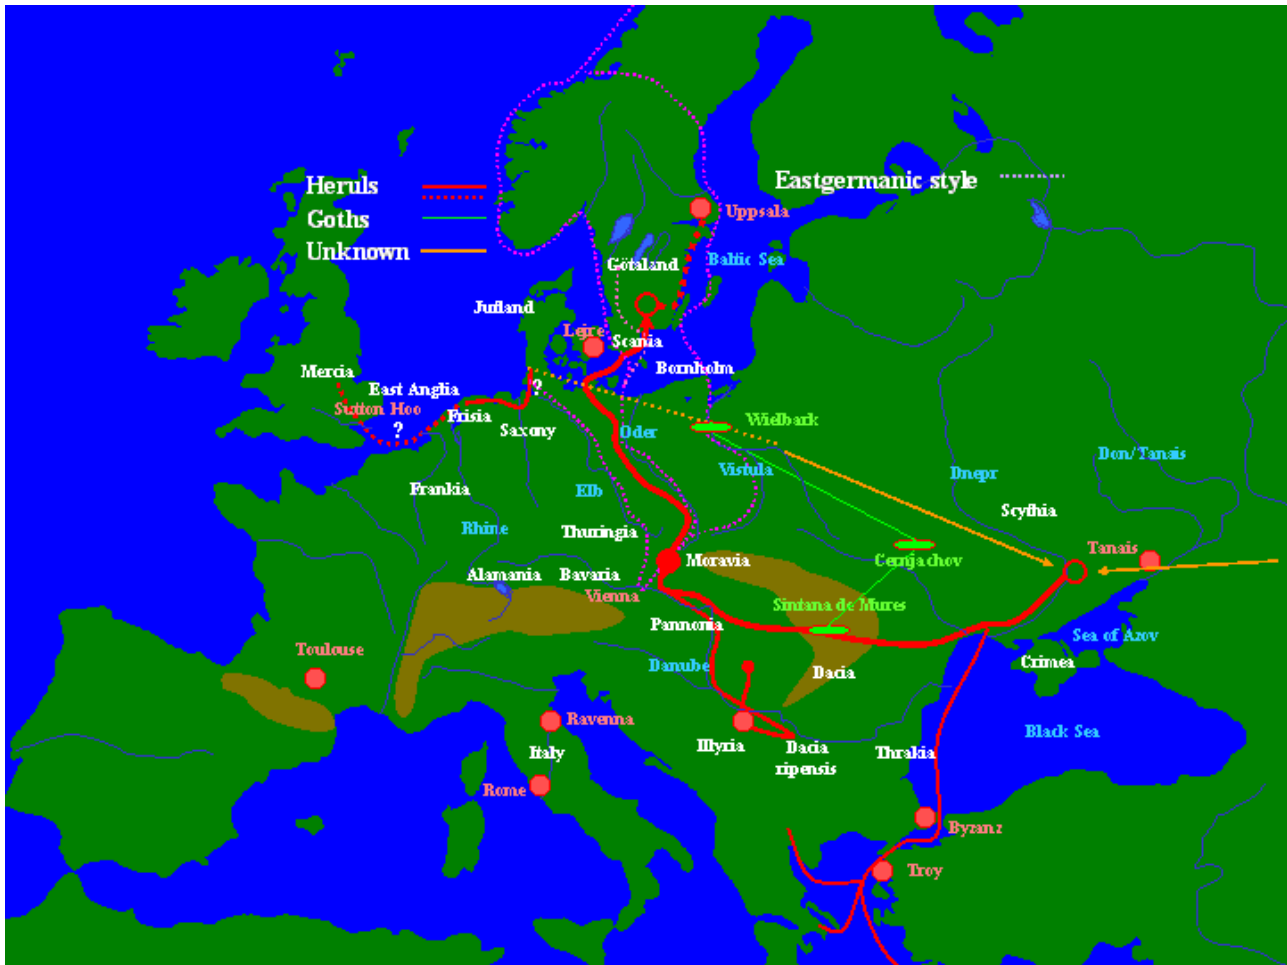 Heruls
Goths
Unknown
Eastgermanic style
Uppsala
Götaland
Baltic Sea
Jutland
Lejre
Scania
Bornholm
Mercia
East Anglia
Sutton Hoo
?
Frisia
?
Saxony
Oder
Wielbark
Vistula
Don/Tanais
Dnepr
Frankia
Elb
Scythia
Rhine
Thuringia
Moravia
Cernjachov
Tanais
Alamania
Bavaria
Vienna
Sintana de Mures
Pannonia
Sea of Azov
Toulouse
Danube
Dacia
Crimea
Ravenna
Italy
Illyria
Dacia
ripensis
Thrakia
Black Sea
Rome
Byzanz
Troy